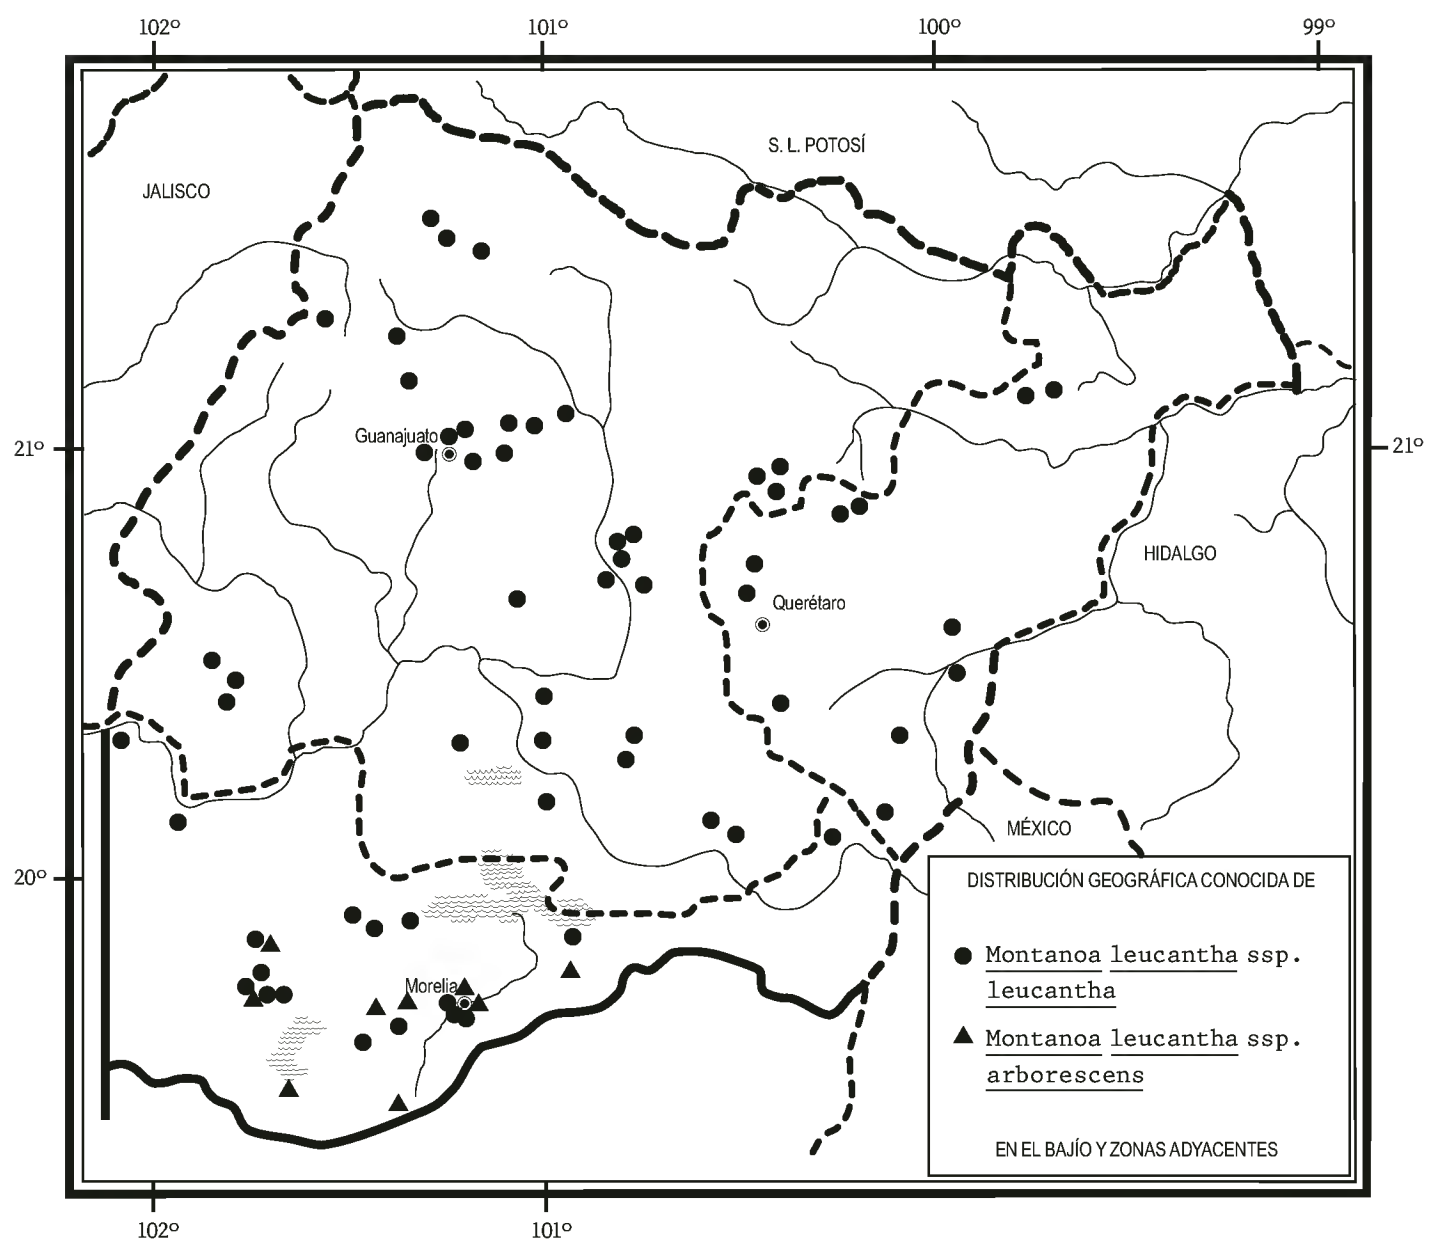 102° 101° 100° 99°
S. L. POTOSÍ
JALISCO
Guanajuato
21° 21°
HIDALGO
Querétaro
MÉXICO
20°
DISTRIBUCIÓN GEOGRÁFICA CONOCIDA DE
Montanoa leucantha ssp.
leucantha
Morelia
Montanoa leucantha ssp.
arborescens
EN EL BAJÍO Y ZONAS ADYACENTES
102° 101°